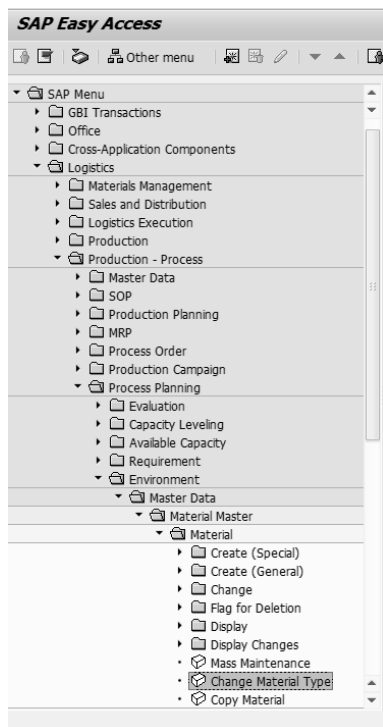 SAP Easy Access
Other menu
SAP Menu
GBI Transactions
Office
Cross-Application Components
Logistics
Materials Management
Sales and Distribution
Logistics Execution
Production
Production - Process
Master Data
SOP
Production Planning
MRP
Process Order
Production Campaign
Process Planning
Evaluation
Capacity Leveling
Available Capacity
Requirement
Environment
Master Data
Material Master
Material
Create (Special)
Create (General)
Change
Flag for Deletion
Display
Display Changes
Mass Maintenance
Change Material Type
Copy Material